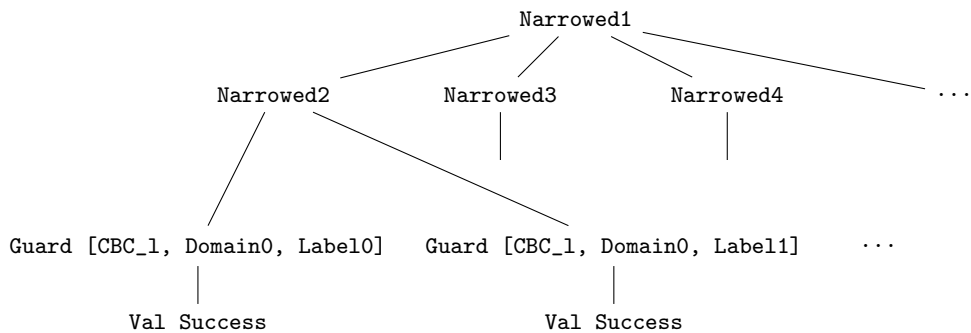 Narrowed1
Narrowed2 Narrowed3 Narrowed4 ...
Guard [CBC_l, Domain0, Label0] Guard [CBC_l, Domain0, Label1] ...
Val Success Val Success